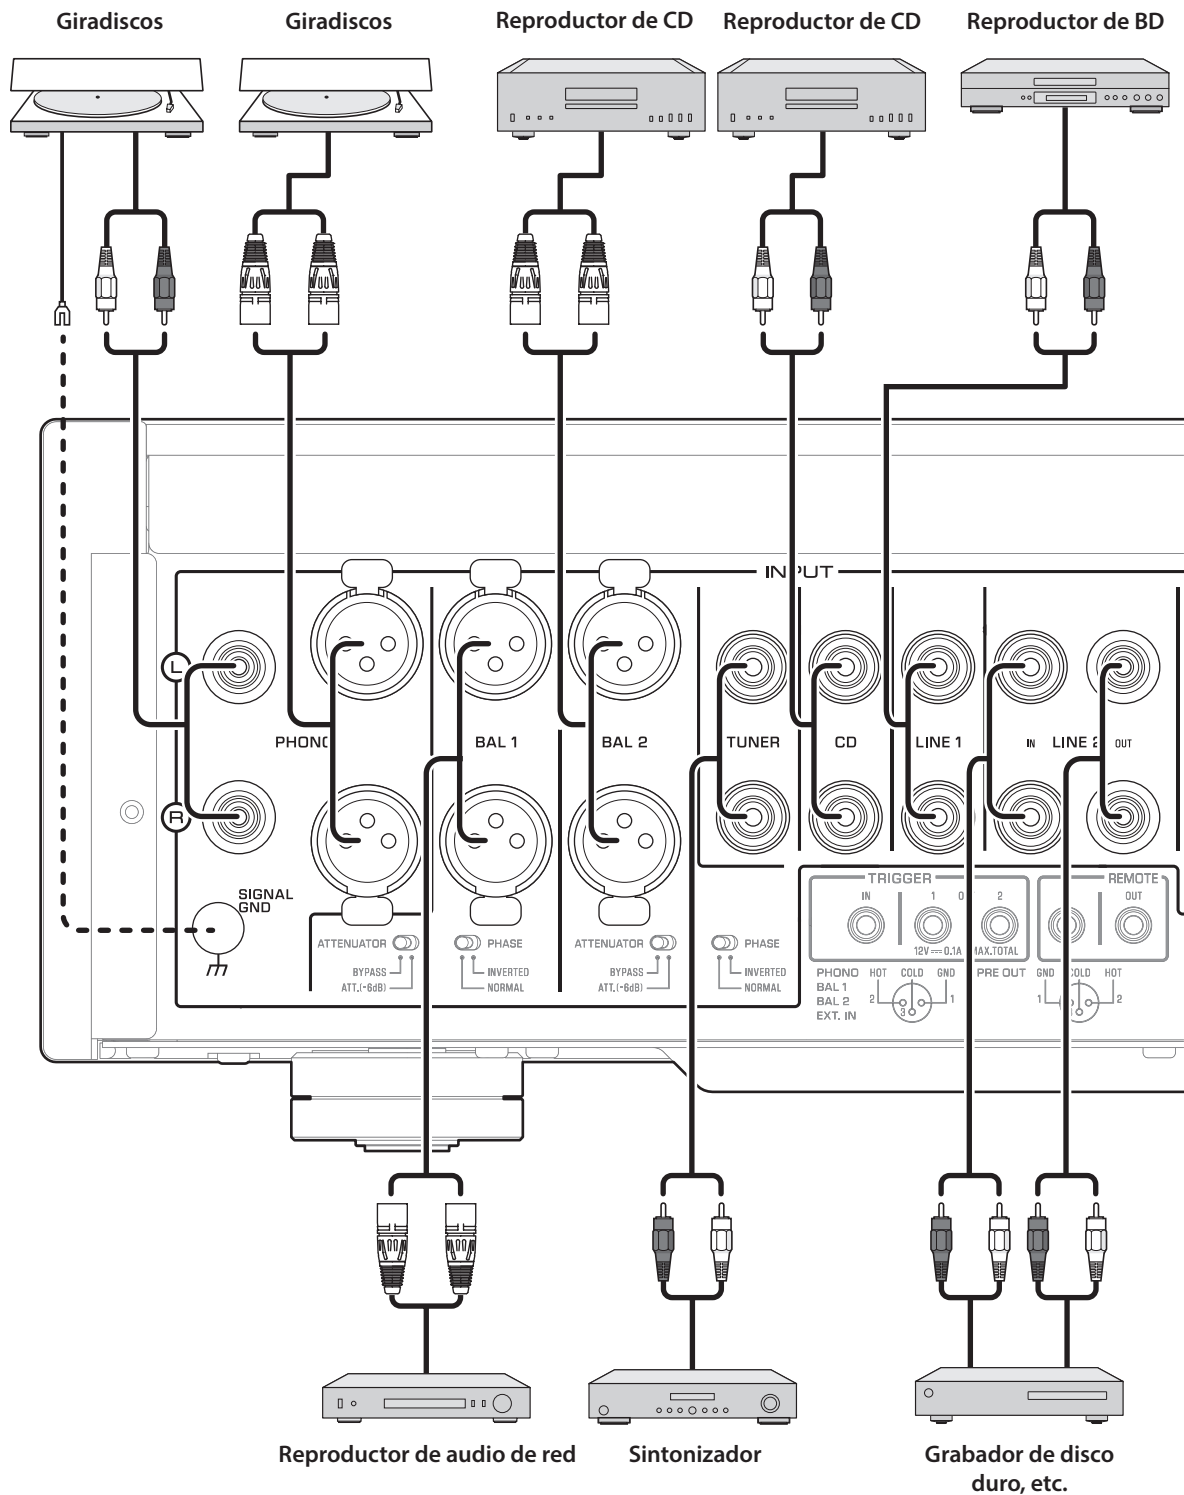 Giradiscos
Giradiscos
Reproductor de CD
Reproductor de CD
Reproductor de BD
INPUT
L
PHONO
BAL 1
BAL 2
TUNER
CD
LINE 1
IN
LINE 2
OUT
R
SIGNAL
GND
TRIGGER
IN
1
O
2
12V 0.1A MAX.TOTAL
REMOTE
OUT
ATTENUATOR
PHASE
ATTENUATOR
PHASE
BYPASS
ATT.(-6dB)
INVERTED
NORMAL
BYPASS
ATT.(-6dB)
INVERTED
NORMAL
PHONO
BAL 1
BAL 2
EXT. IN
HOT
COLD
GND
2
3
1
PRE OUT
GND
COLD
HOT
1
2
Reproductor de audio de red
Sintonizador
Grabador de disco
duro, etc.